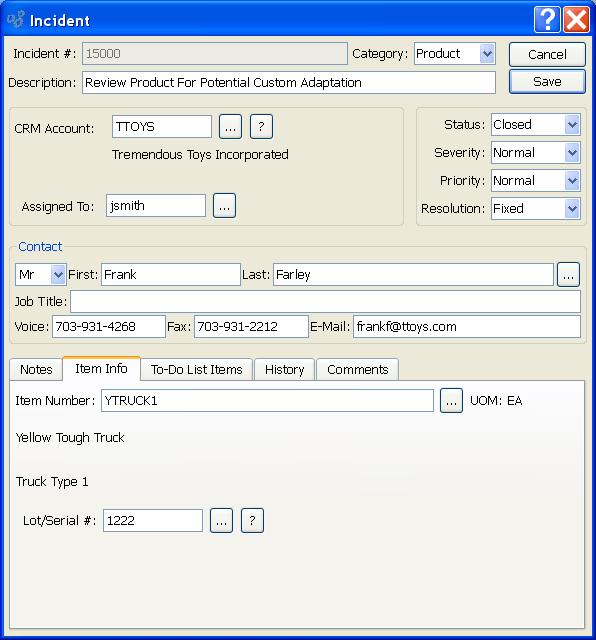 Incident
Incident #: 15000 Category: Product Cancel
Description: Review Product For Potential Custom Adaptation Save
CRM Account: TTOYS ... ?
Tremendous Toys Incorporated
Assigned To: jsmith ...
Status: Closed
Severity: Normal
Priority: Normal
Resolution: Fixed
Contact
Mr First: Frank Last: Farley ...
Job Title:
Voice: 703-931-4268 Fax: 703-931-2212 E-Mail: frankf@ttoys.com
Notes Item Info To-Do List Items History Comments
Item Number: YTRUCK1 ... UOM: EA
Yellow Tough Truck
Truck Type 1
Lot/Serial #: 1222 ... ?